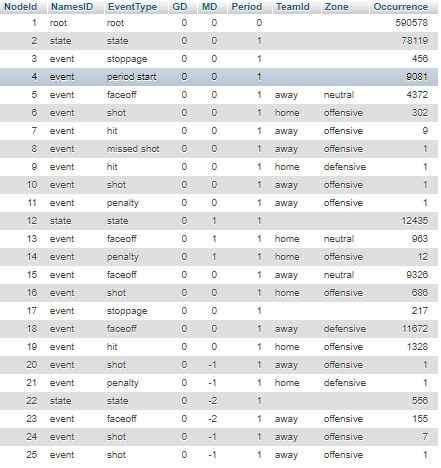 NodeId NamesID EventType GD MD Period TeamId Zone Occurrence
1 root root 0 0 0 590578
2 state state 0 0 1 78119
3 event stoppage 0 0 1 456
4 event period start 0 0 1 9081
5 event faceoff 0 0 1 away neutral 4372
6 event shot 0 0 1 home offensive 302
7 event hit 0 0 1 away offensive 9
8 event missed shot 0 0 1 away offensive 1
9 event hit 0 0 1 home defensive 1
10 event shot 0 0 1 away offensive 1
11 event penalty 0 0 1 away offensive 1
12 state state 0 1 1 12435
13 event faceoff 0 1 1 home neutral 963
14 event penalty 0 1 1 home offensive 12
15 event faceoff 0 0 1 away neutral 9326
16 event shot 0 0 1 home offensive 686
17 event stoppage 0 0 1 217
18 event faceoff 0 0 1 away defensive 11672
19 event hit 0 0 1 home offensive 1328
20 event shot 0 -1 1 away offensive 1
21 event penalty 0 -1 1 home defensive 1
22 state state 0 -2 1 556
23 event faceoff 0 -2 1 away offensive 155
24 event shot 0 -1 1 away offensive 7
25 event shot 0 -1 1 away offensive 1